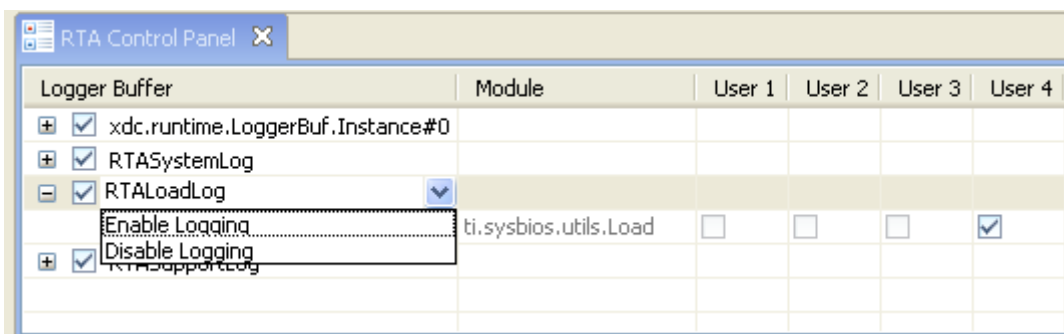 RTA Control Panel
Logger Buffer Module User 1 User 2 User 3 User 4
xdc.runtime.LoggerBuf.Instance#0
RTASystemLog
RTALoadLog
Enable Logging ti.sysbios.utils.Load
Disable Logging
RTASupportLog